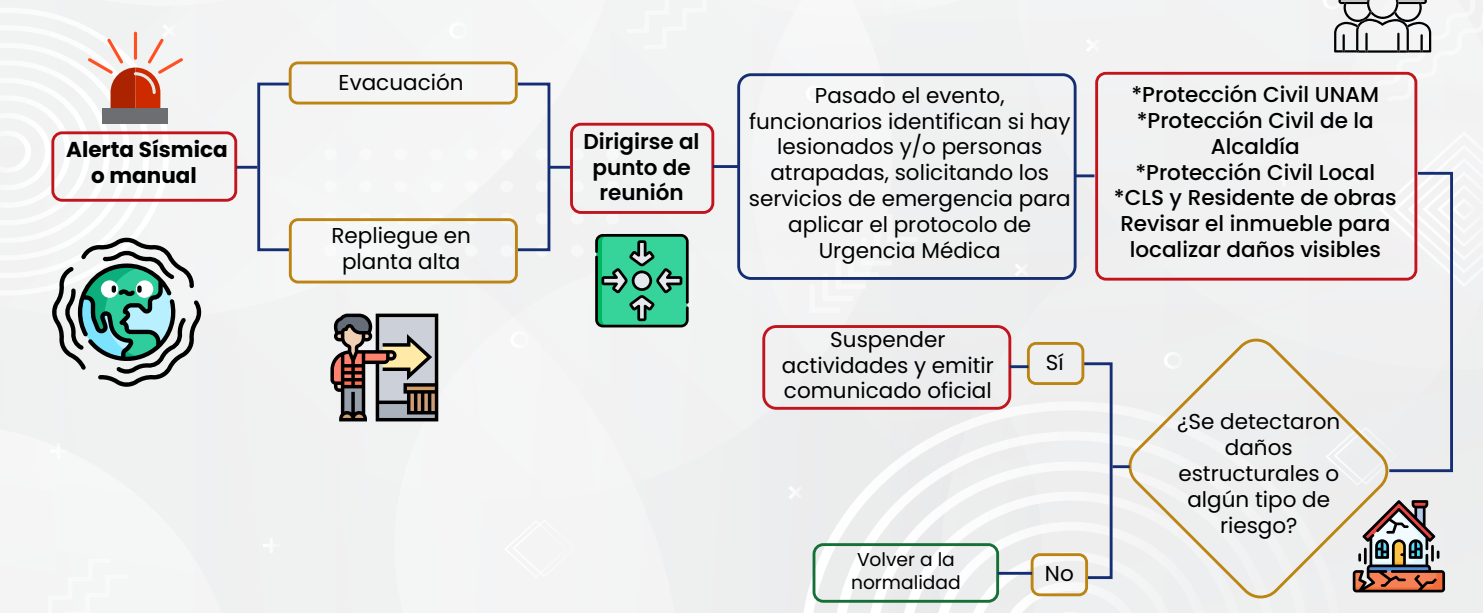 Alerta Sísmica
o manual
Evacuación
Repliegue en
planta alta
Dirigirse al
punto de
reunión
Pasado el evento,
funcionarios identifican si hay
lesionados y/o personas
atrapadas, solicitando los
servicios de emergencia para
aplicar el protocolo de
Urgencia Médica
*Protección Civil UNAM
*Protección Civil de la
Alcaldía
*Protección Civil Local
*CLS y Residente de obras
Revisar el inmueble para
localizar daños visibles
¿Se detectaron
daños
estructurales o
algún tipo de
riesgo?
Sí
Suspender
actividades y emitir
comunicado oficial
No
Volver a la
normalidad